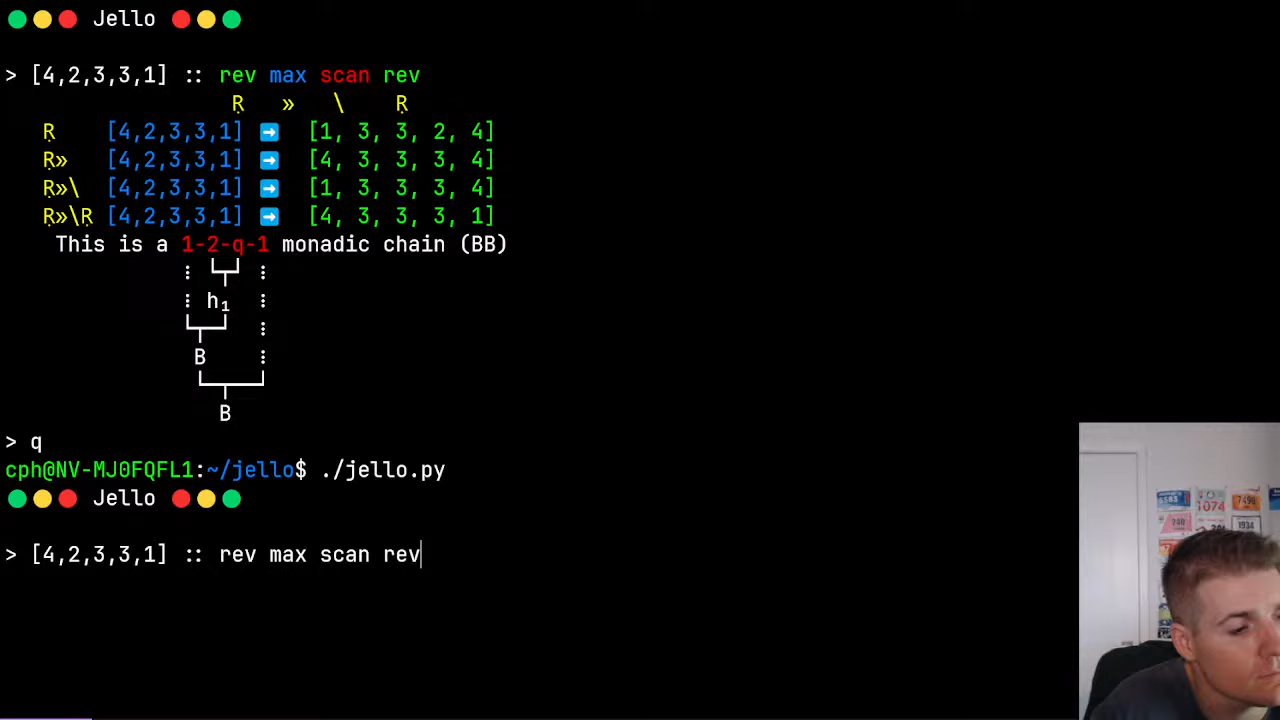 Jello
> [4,2,3,3,1] :: rev max scan rev
Ṛ » \ Ṛ
Ṛ [4,2,3,3,1] ➡ [1, 3, 3, 2, 4]
Ṛ» [4,2,3,3,1] ➡ [4, 3, 3, 3, 4]
Ṛ»\ [4,2,3,3,1] ➡ [1, 3, 3, 3, 4]
Ṛ»\Ṛ [4,2,3,3,1] ➡ [4, 3, 3, 3, 1]
This is a 1-2-q-1 monadic chain (BB)
h₁
B
B
> q
cph@NV-MJ0FQFL1:~/jello$ ./jello.py
Jello
> [4,2,3,3,1] :: rev max scan rev
1074
7498
1934